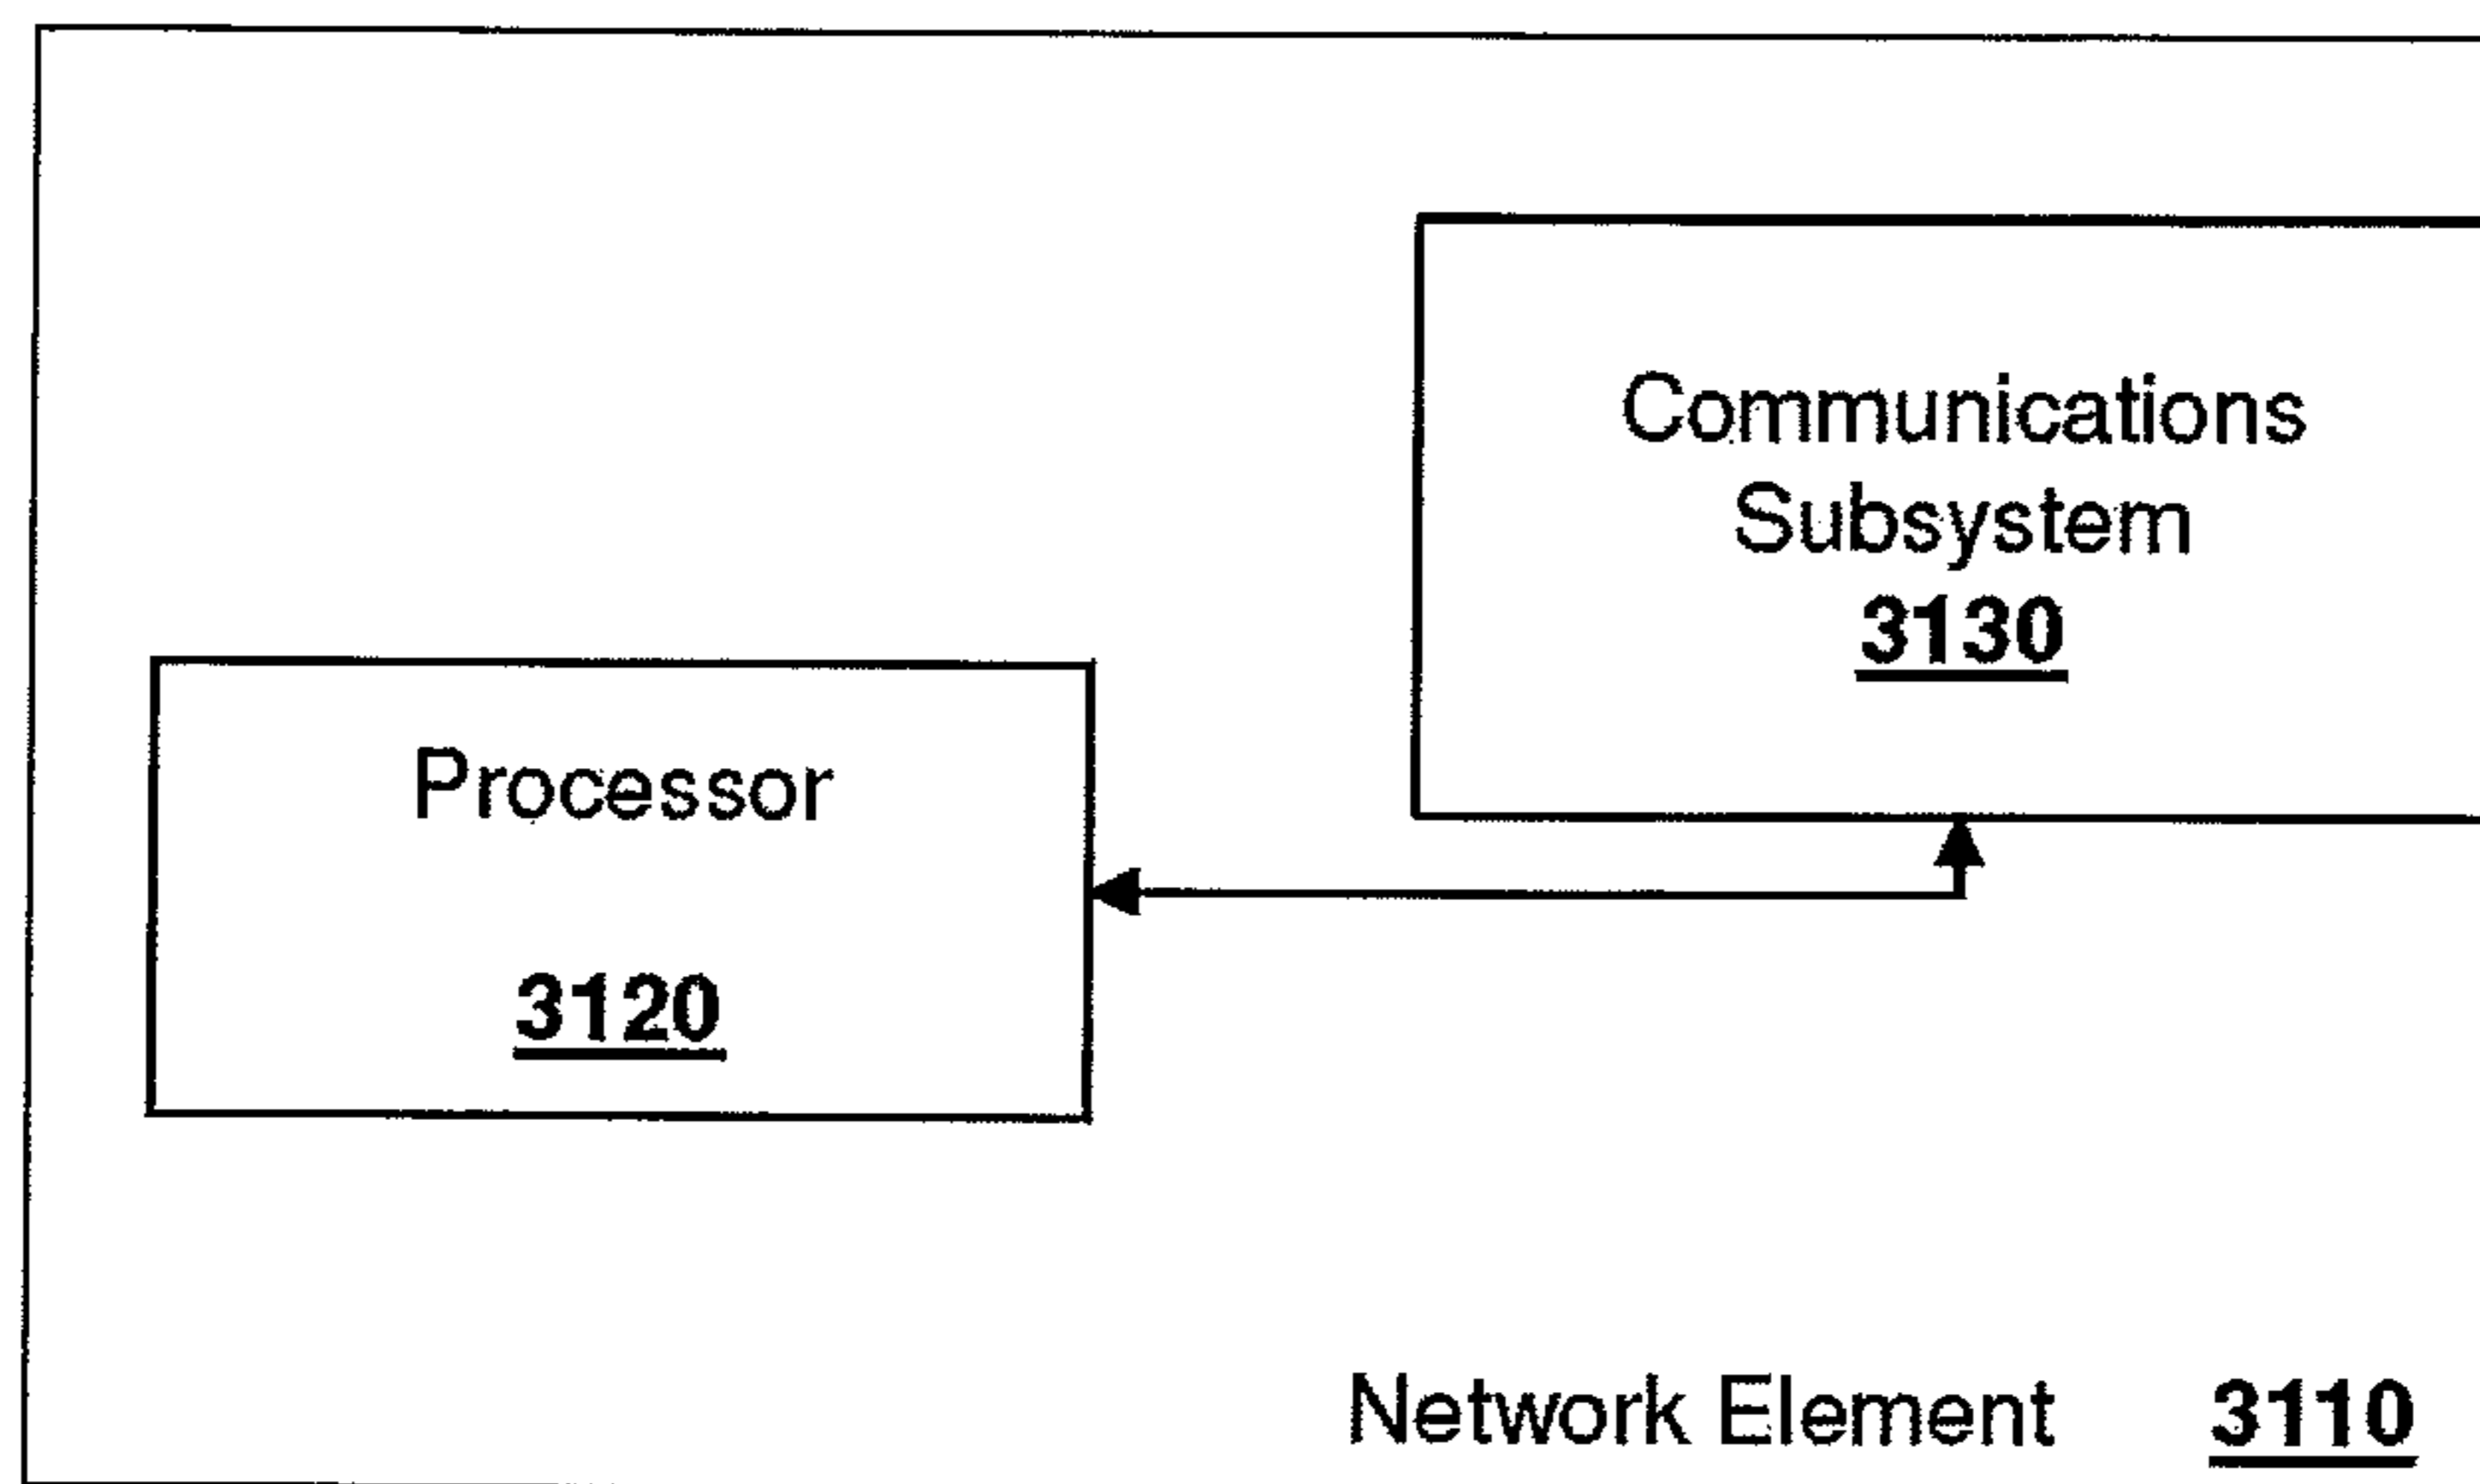 Communications
Subsystem
3130
Processor
3120
Network Element 3110